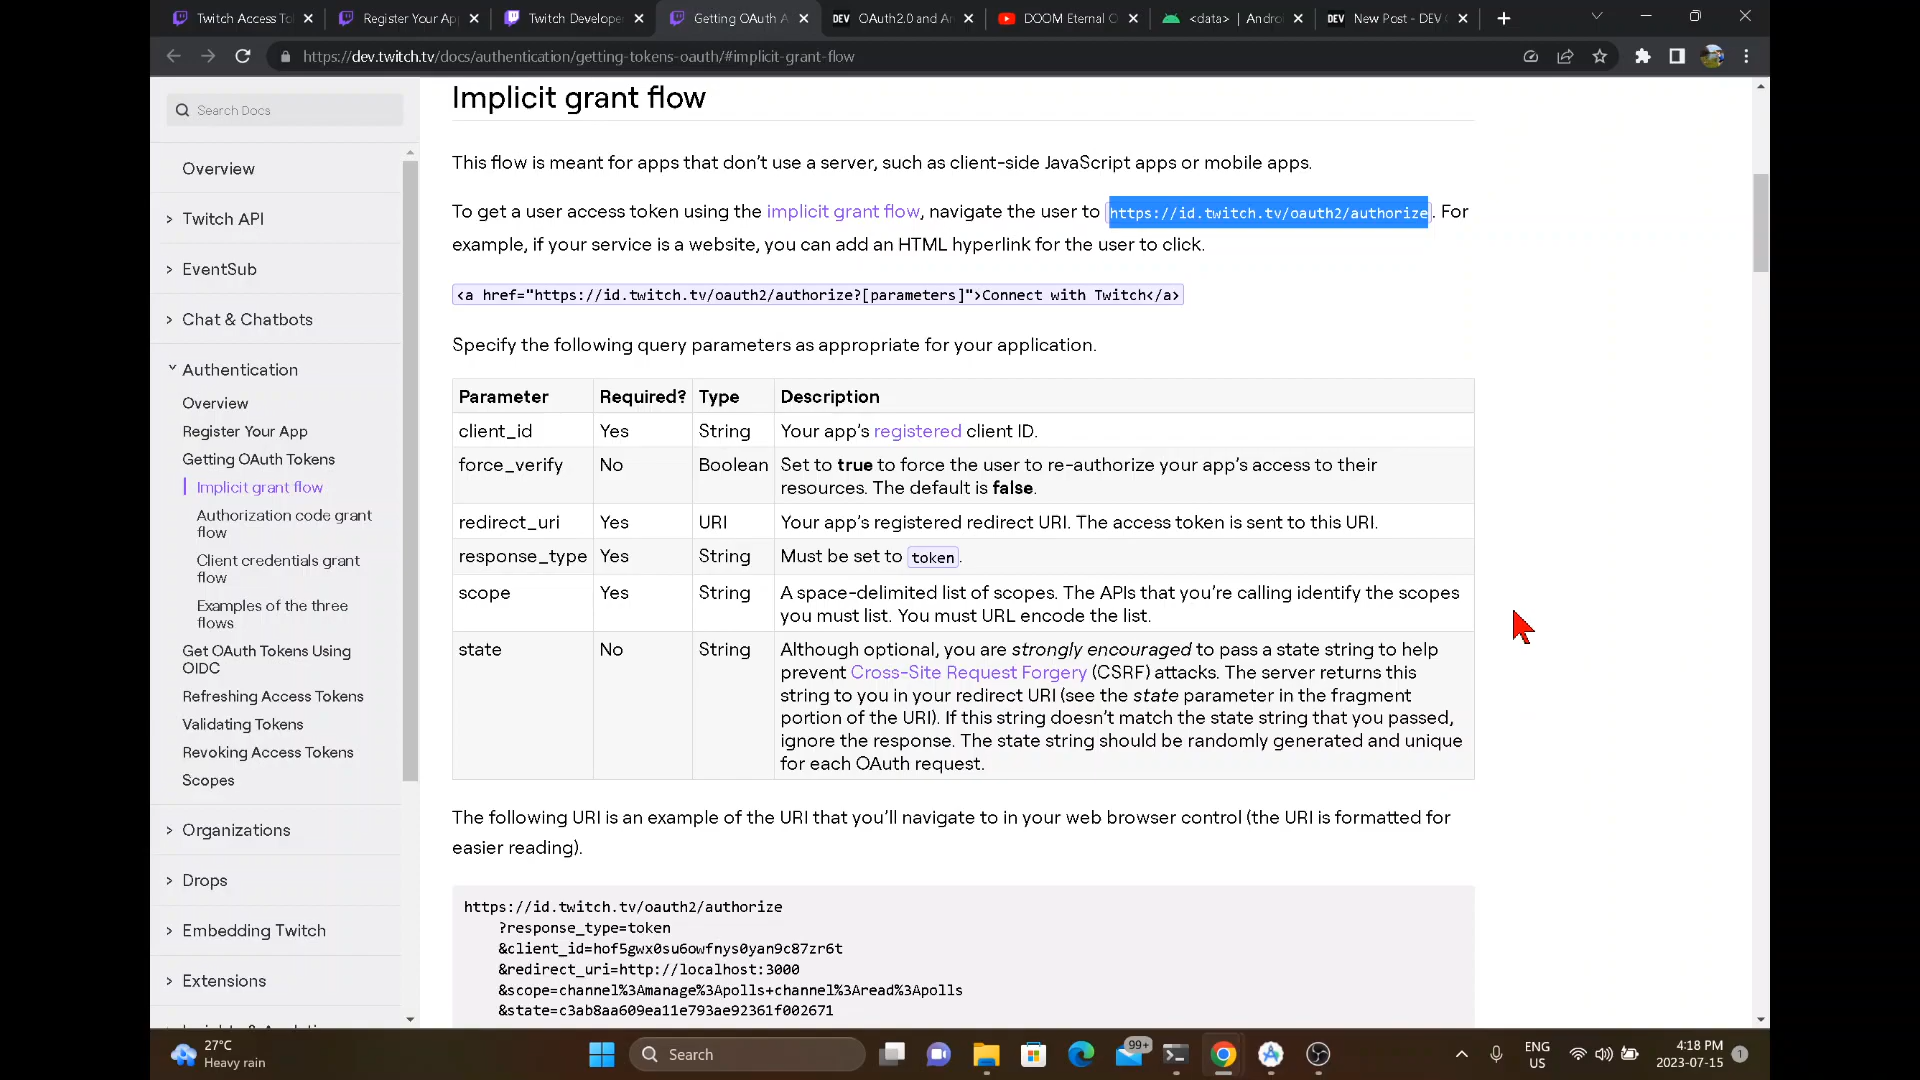 Twitch Access To
Register Your App
Twitch Developer
Getting OAuth A
DEV OAuth2.0 and An
DOOM Eternal O
<data> | Andro
DEV New Post - DEV
https://dev.twitch.tv/docs/authentication/getting-tokens-oauth/#implicit-grant-flow
Search Docs
Overview
Twitch API
EventSub
Chat & Chatbots
Authentication
Overview
Register Your App
Getting OAuth Tokens
Implicit grant flow
Authorization code grant
flow
Client credentials grant
flow
Examples of the three
flows
Get OAuth Tokens Using
OIDC
Refreshing Access Tokens
Validating Tokens
Revoking Access Tokens
Scopes
Organizations
Drops
Embedding Twitch
Extensions
Implicit grant flow
This flow is meant for apps that don’t use a server, such as client-side JavaScript apps or mobile apps.
To get a user access token using the implicit grant flow, navigate the user to https://id.twitch.tv/oauth2/authorize. For
example, if your service is a website, you can add an HTML hyperlink for the user to click.
<a href="https://id.twitch.tv/oauth2/authorize?[parameters]">Connect with Twitch</a>
Specify the following query parameters as appropriate for your application.
Parameter Required? Type Description
client_id Yes String Your app’s registered client ID.
force_verify No Boolean Set to true to force the user to re-authorize your app’s access to their
resources. The default is false.
redirect_uri Yes URI Your app’s registered redirect URI. The access token is sent to this URI.
response_type Yes String Must be set to token.
scope Yes String A space-delimited list of scopes. The APIs that you’re calling identify the scopes
you must list. You must URL encode the list.
state No String Although optional, you are strongly encouraged to pass a state string to help
prevent Cross-Site Request Forgery (CSRF) attacks. The server returns this
string to you in your redirect URI (see the state parameter in the fragment
portion of the URI). If this string doesn’t match the state string that you passed,
ignore the response. The state string should be randomly generated and unique
for each OAuth request.
The following URI is an example of the URI that you’ll navigate to in your web browser control (the URI is formatted for
easier reading).
https://id.twitch.tv/oauth2/authorize
?response_type=token
&client_id=hof5gwx0su6owfnys0yan9c87zr6t
&redirect_uri=http://localhost:3000
&scope=channel%3Amanage%3Apolls+channel%3Aread%3Apolls
&state=c3ab8aa609ea11e793ae92361f002671
27°C
Heavy rain
Search
99+
ENG
US
4:18 PM
2023-07-15
1